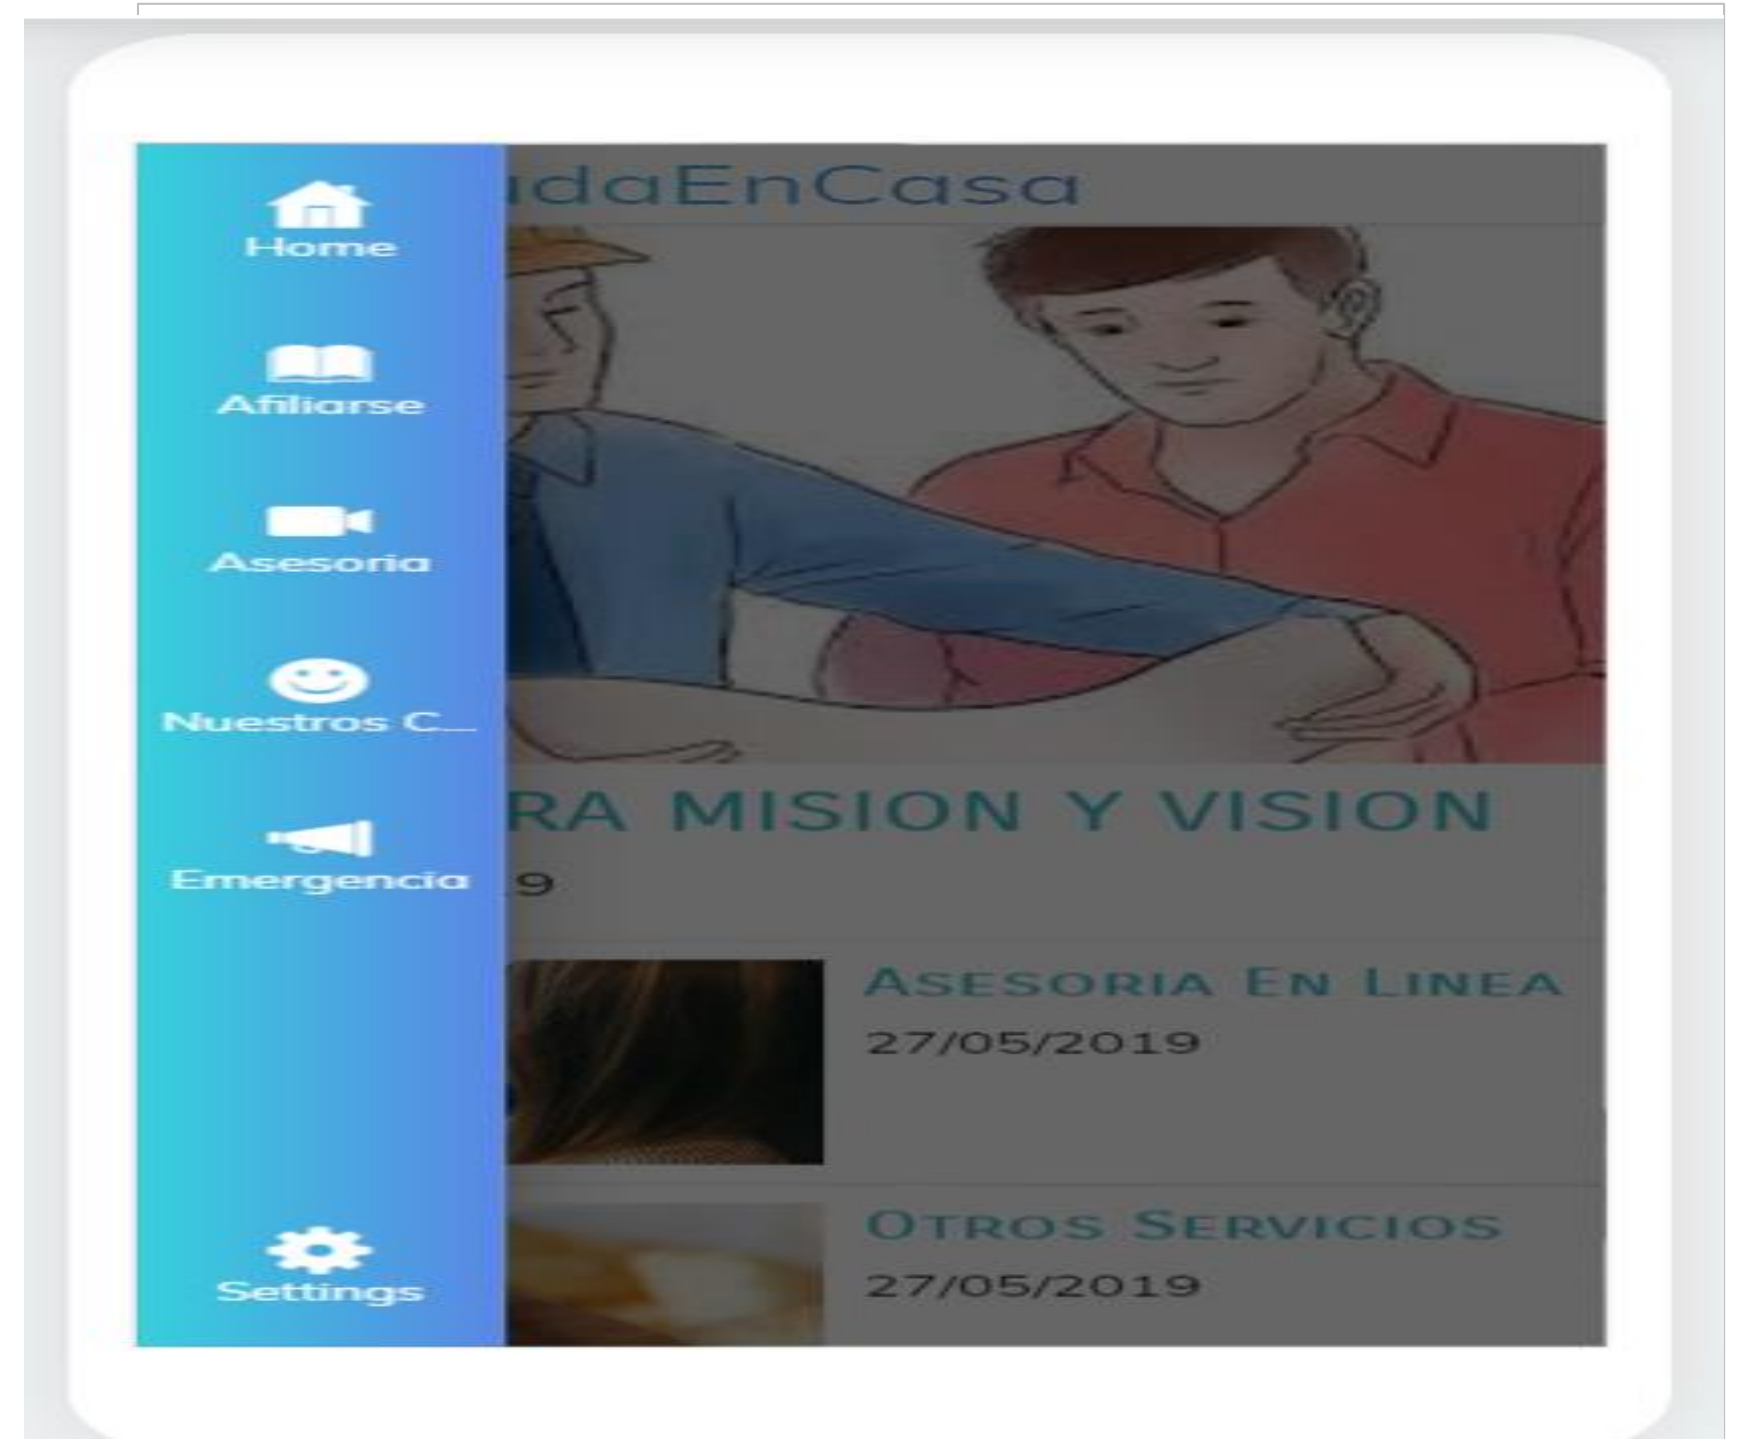 Home
Afiliarse
Asesoria
Nuestros C...
Emergencia
Settings
udaEnCasa
RA MISION Y VISION
9
ASESORIA EN LINEA
27/05/2019
OTROS SERVICIOS
27/05/2019